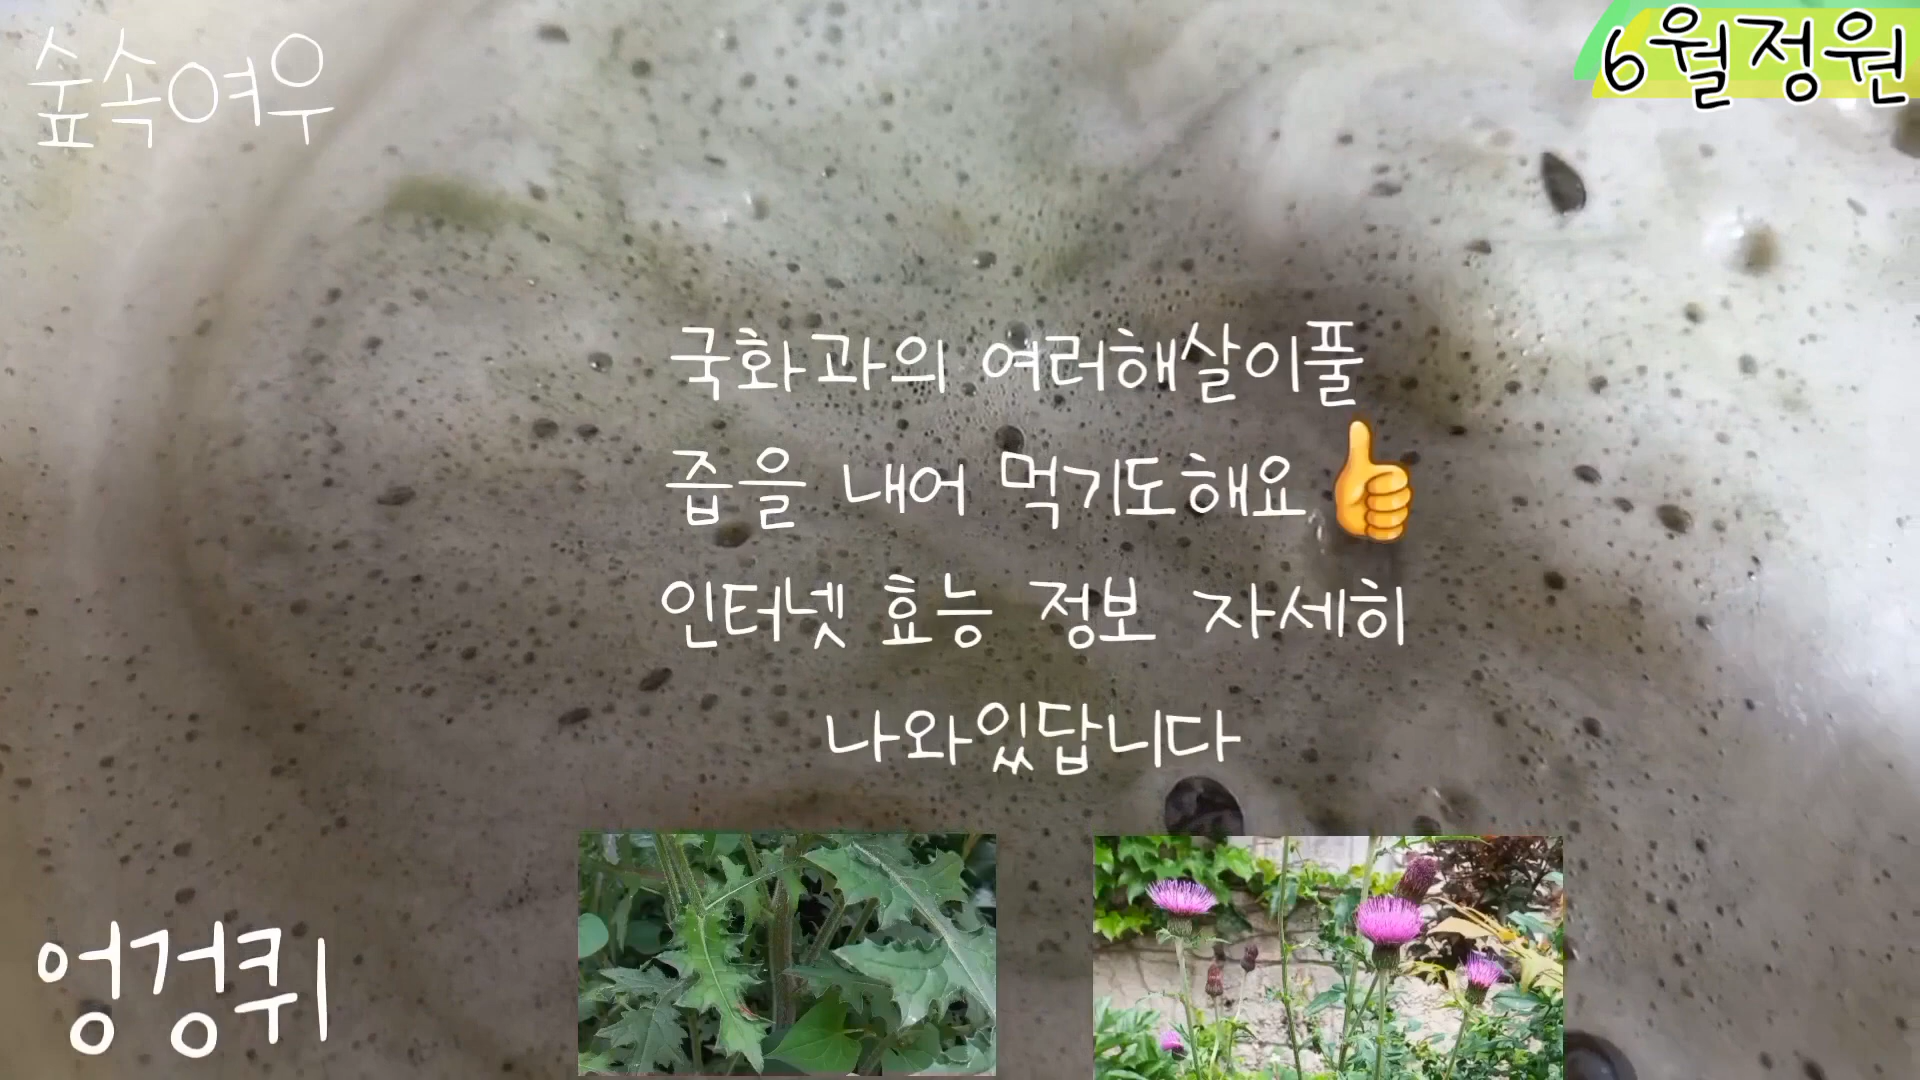 숲속여우
6월정원
국화과의 여러해살이풀
즙을 내어 먹기도해요👍
인터넷 효능 정보 자세히
나와있답니다
엉겅퀴